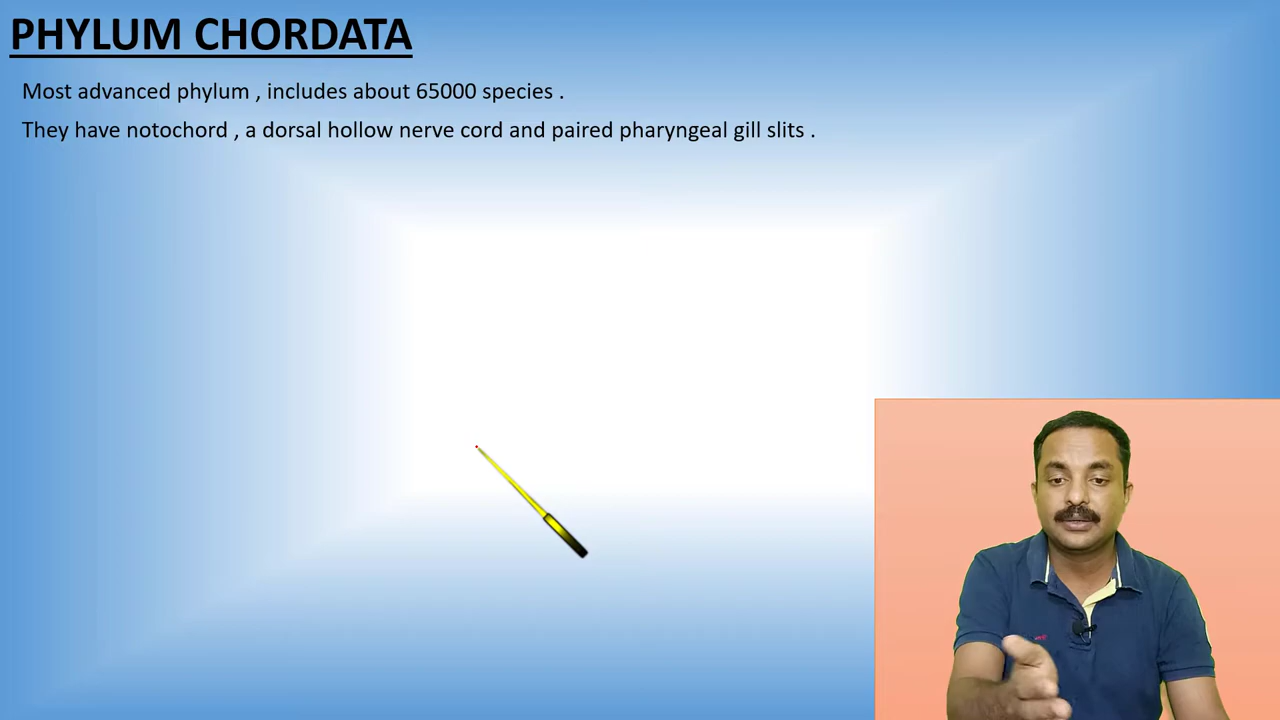 PHYLUM CHORDATA
Most advanced phylum , includes about 65000 species .
They have notochord , a dorsal hollow nerve cord and paired pharyngeal gill slits .